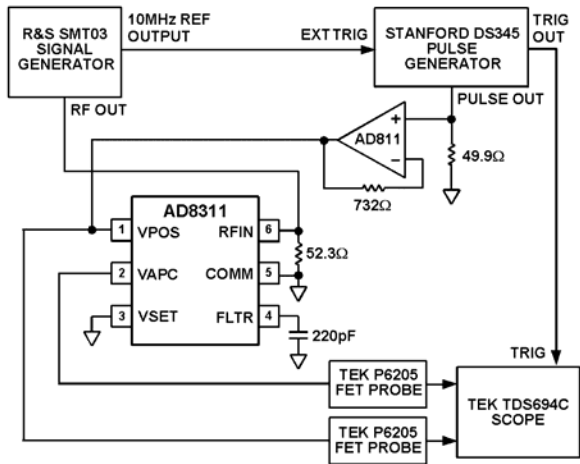 R&S SMT03
SIGNAL
GENERATOR
10MHz REF
OUTPUT
EXT TRIG
STANFORD DS345
PULSE
GENERATOR
TRIG
OUT
RF OUT
PULSE OUT
+
AD811
–
49.9Ω
732Ω
AD8311
1 VPOS RFIN 6
52.3Ω
2 VAPC COMM 5
3 VSET FLTR 4
220pF
TRIG
TEK P6205
FET PROBE
TEK TDS694C
SCOPE
TEK P6205
FET PROBE